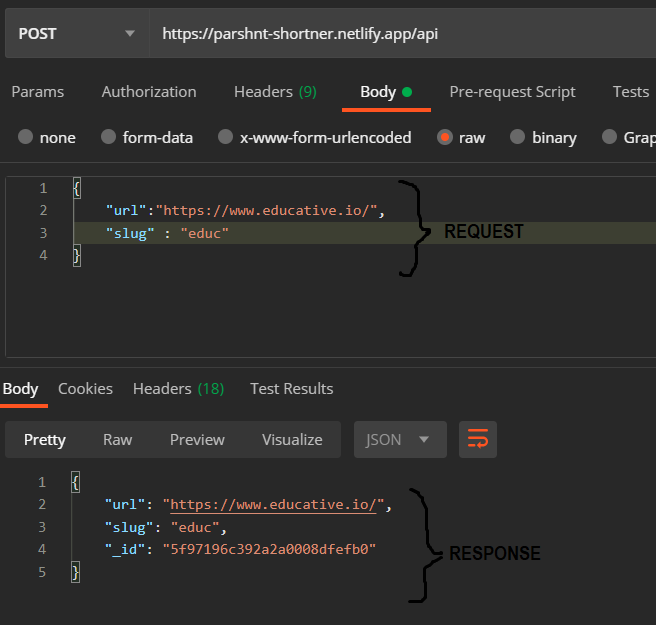 POST https://parshnt-shortner.netlify.app/api
Params Authorization Headers (9) Body Pre-request Script Tests
none form-data x-www-form-urlencoded raw binary Grap
1 {
2 "url":"https://www.educative.io/",
3 "slug" : "educ"
4 }
REQUEST
Body Cookies Headers (18) Test Results
Pretty Raw Preview Visualize JSON
1 {
2 "url": "https://www.educative.io/",
3 "slug": "educ",
4 "_id": "5f97196c392a2a0008dfefb0"
5 }
RESPONSE